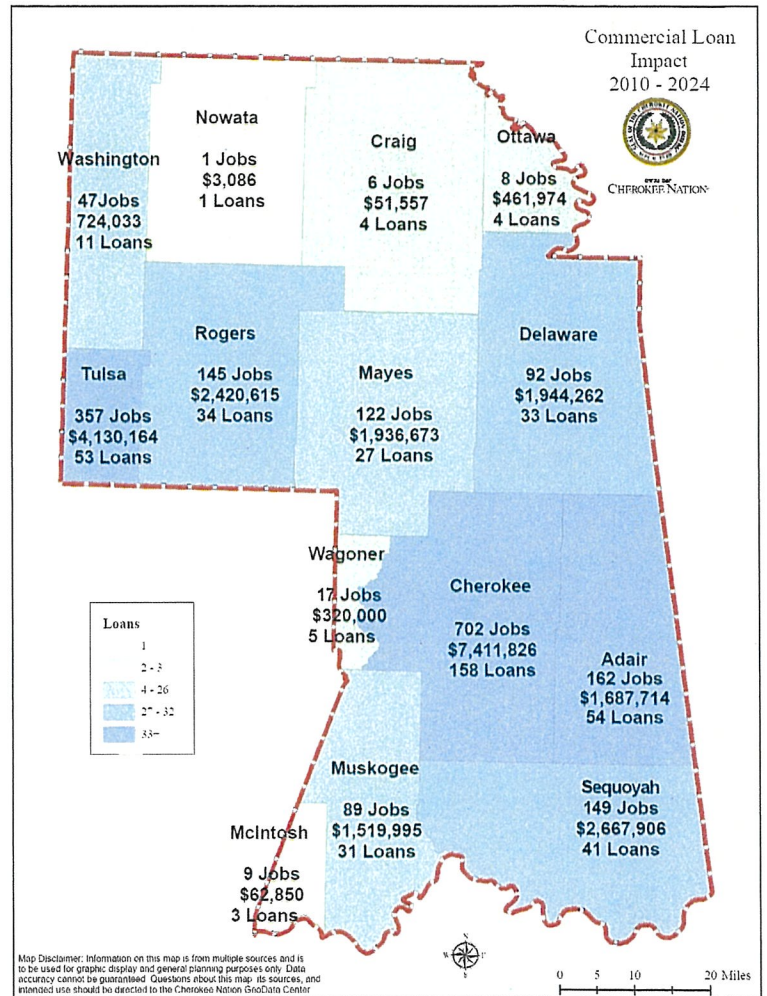 Commercial Loan
Impact
2010 - 2024
CHEROKEE NATION
Nowata
1 Jobs
$3,086
1 Loans
Craig
6 Jobs
$51,557
4 Loans
Ottawa
8 Jobs
$461,974
4 Loans
Washington
47Jobs
724,033
11 Loans
Rogers
145 Jobs
$2,420,615
34 Loans
Delaware
92 Jobs
$1,944,262
33 Loans
Tulsa
357 Jobs
$4,130,164
53 Loans
Mayes
122 Jobs
$1,936,673
27 Loans
Wagoner
17 Jobs
$320,000
5 Loans
Cherokee
702 Jobs
$7,411,826
158 Loans
Adair
162 Jobs
$1,687,714
54 Loans
Muskogee
89 Jobs
$1,519,995
31 Loans
Sequoyah
149 Jobs
$2,667,906
41 Loans
McIntosh
9 Jobs
$62,850
3 Loans
Loans
1
2 - 3
4 - 26
27 - 32
33+
Map Disclaimer: Information on this map is from multiple sources and is
to be used for graphic display and general planning purposes only Data
accuracy cannot be guaranteed Questions about this map its sources, and
intended use should be directed to the Cherokee Nation GeoData Center
N
W
0 5 10 20 Miles